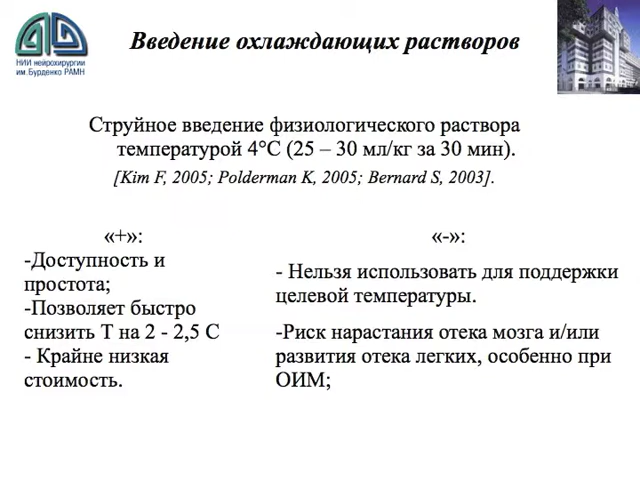 НИИ нейрохирургии
им.Бурденко РАМН
Введение охлаждающих растворов
Струйное введение физиологического раствора
температурой 4°С (25 – 30 мл/кг за 30 мин).
[Kim F, 2005; Polderman K, 2005; Bernard S, 2003].
«+»:
-Доступность и
простота;
-Позволяет быстро
снизить Т на 2 - 2,5 С
- Крайне низкая
стоимость.
«-»:
- Нельзя использовать для поддержки
целевой температуры.
-Риск нарастания отека мозга и/или
развития отека легких, особенно при
ОИМ;